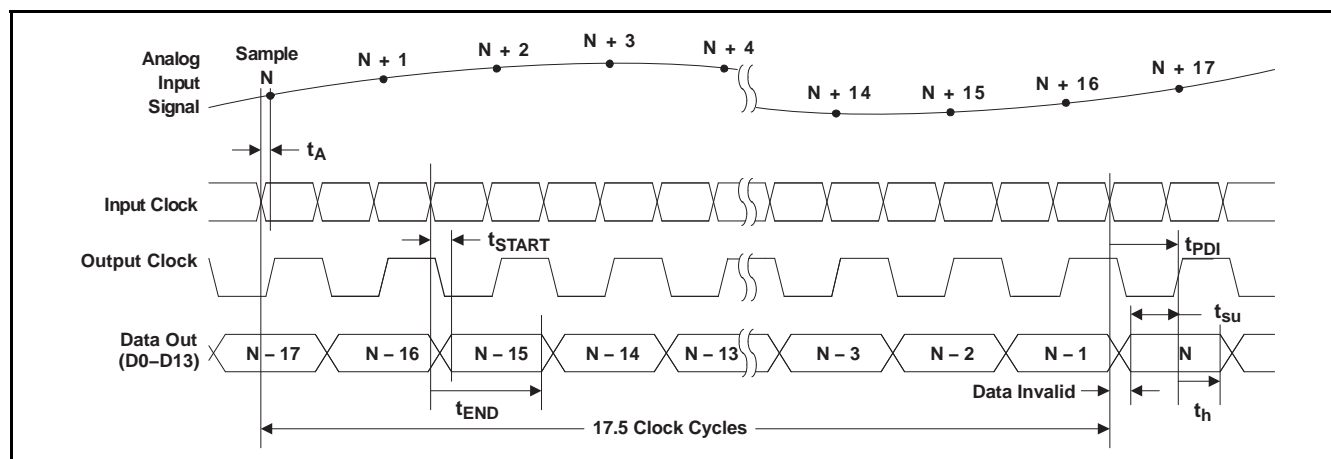 Analog
Input
Signal
Sample
N
N + 1
N + 2
N + 3
N + 4
N + 14
N + 15
N + 16
N + 17
tA
Input Clock
tSTART
tPDI
Output Clock
tsu
Data Out
(D0–D13)
N – 17
N – 16
N – 15
N – 14
N – 13
N – 3
N – 2
N – 1
N
Data Invalid
tEND
th
17.5 Clock Cycles